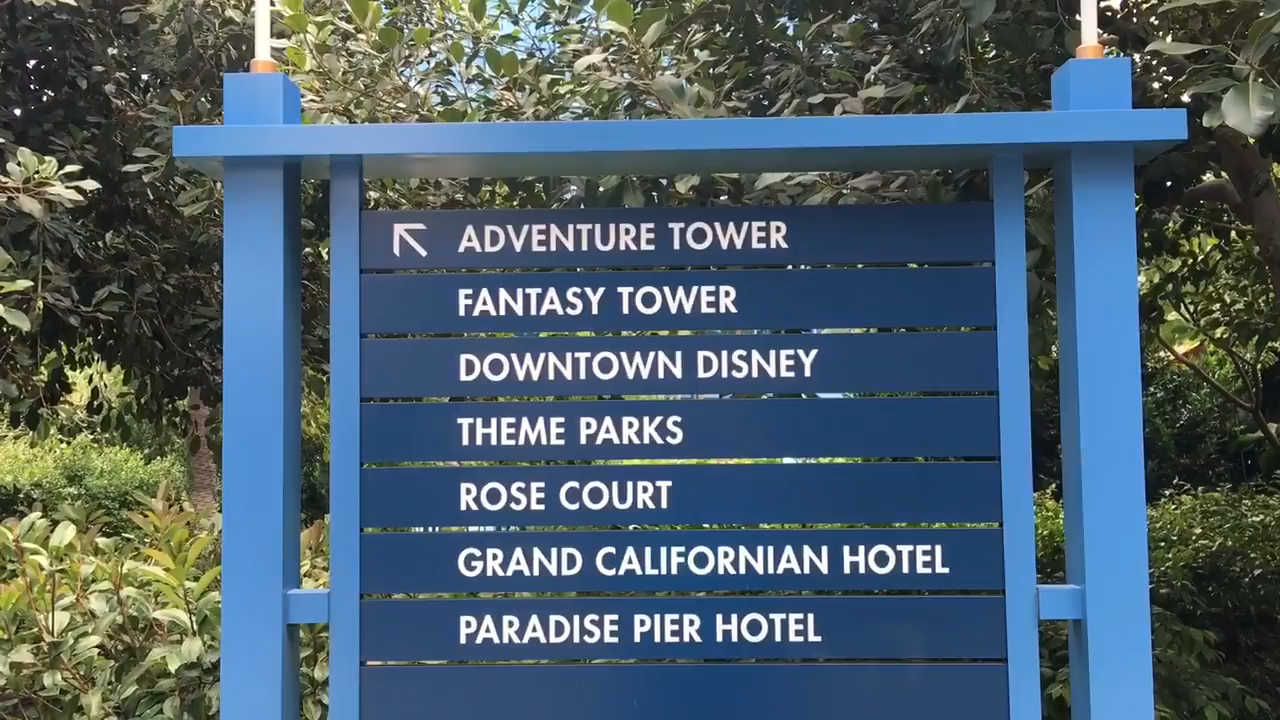 ADVENTURE TOWER
FANTASY TOWER
DOWNTOWN DISNEY
THEME PARKS
ROSE COURT
GRAND CALIFORNIAN HOTEL
PARADISE PIER HOTEL